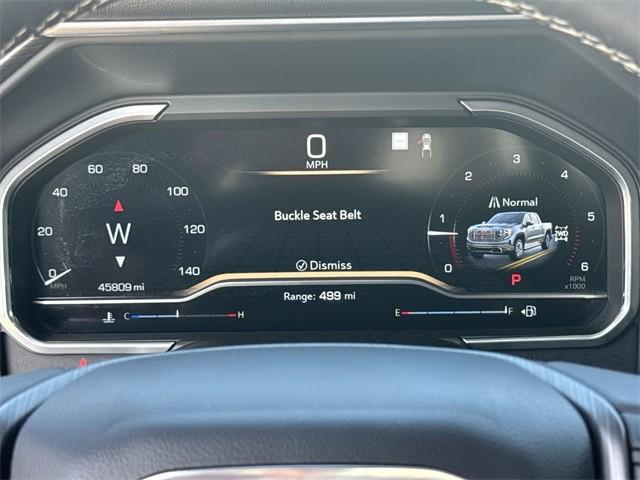 0
MPH
60 80
40 100
20 120
0 140
MPH
W
45809 mi
Buckle Seat Belt
Dismiss
Range: 499 mi
C H
E F
3
2 4
1 5
0 6
Normal
2WD
P
RPM
x1000